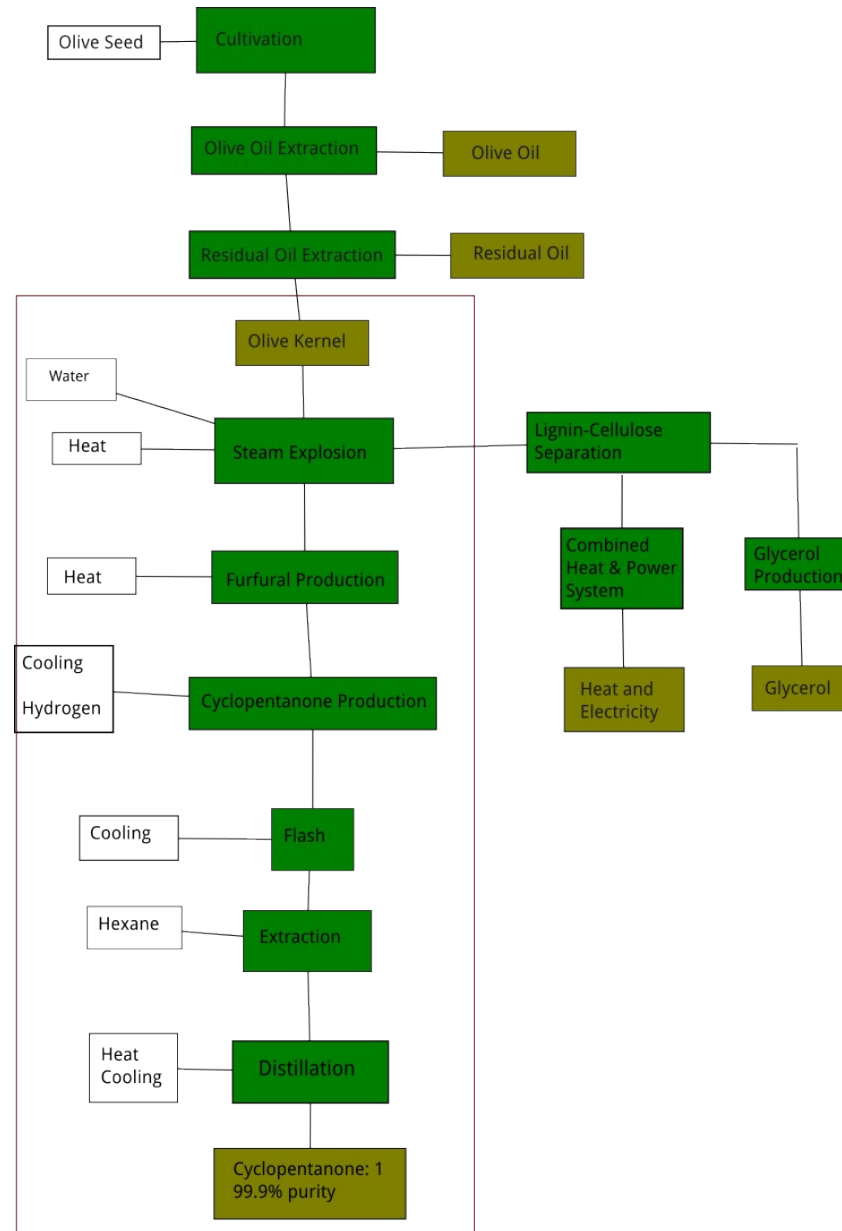 Olive Seed
Cultivation
Olive Oil Extraction
Olive Oil
Residual Oil Extraction
Residual Oil
Olive Kernel
Water
Heat
Steam Explosion
Lignin-Cellulose
Separation
Heat
Furfural Production
Combined
Heat & Power
System
Glycerol
Production
Cooling
Hydrogen
Cyclopentanone Production
Heat and
Electricity
Glycerol
Cooling
Flash
Hexane
Extraction
Heat
Cooling
Distillation
Cyclopentanone: 1
99.9% purity